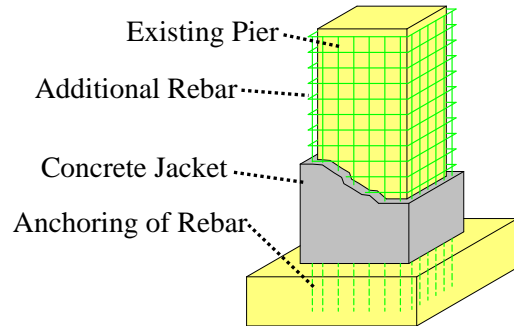 Existing Pier
Additional Rebar
Concrete Jacket
Anchoring of Rebar